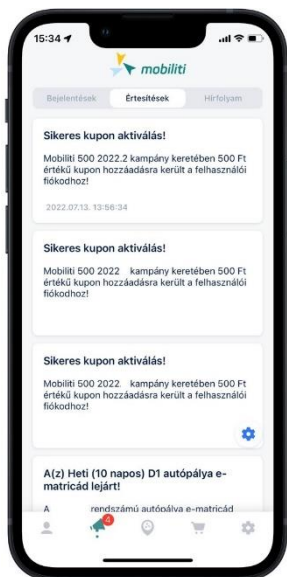 15:34
mobiliti
Bejelentések Értesítések Hírfolyam
Sikeres kupon aktiválás!
Mobiliti 500 2022.2 kampány keretében 500 Ft
értékű kupon hozzáadásra került a felhasználói
fiókodhoz!
2022.07.13. 13:56:34
Sikeres kupon aktiválás!
Mobiliti 500 2022 kampány keretében 500 Ft
értékű kupon hozzáadásra került a felhasználói
fiókodhoz!
Sikeres kupon aktiválás!
Mobiliti 500 2022. kampány keretében 500 Ft
értékű kupon hozzáadásra került a felhasználói
fiókodhoz!
A(z) Heti (10 napos) D1 autópálya e-
matricád lejárt!
A rendszámú autópálya e-matricád
4